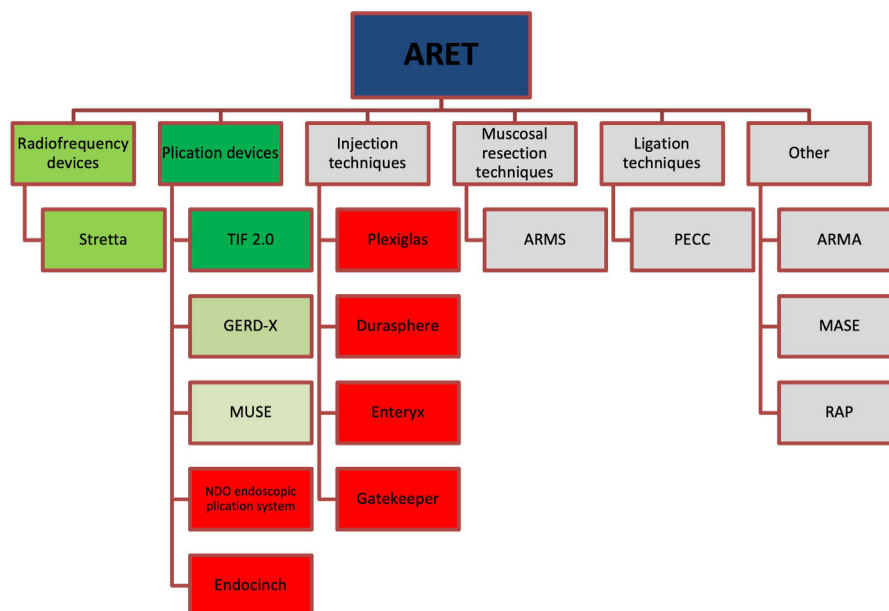 ARET
Radiofrequency
devices
Plication devices
Injection
techniques
Muscosal
resection
techniques
Ligation
techniques
Other
Stretta
TIF 2.0
Plexiglas
ARMS
PECC
ARMA
GERD-X
Durasphere
MASE
MUSE
Enteryx
RAP
NDO endoscopic
plication system
Gatekeeper
Endocinch